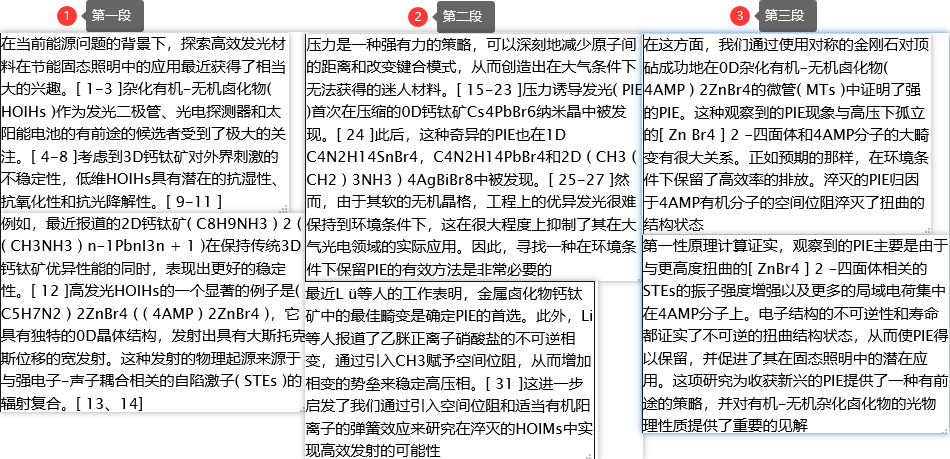 1 第一段
在当前能源问题的背景下，探索高效发光材
料在节能固态照明中的应用最近获得了相当
大的兴趣。[ 1-3 ]杂化有机-无机卤化物(
HOIHs )作为发光二极管、光电探测器和太
阳能电池的有前途的候选者受到了极大的关
注。[ 4-8 ]考虑到3D钙钛矿对外界刺激的
不稳定性，低维HOIHs具有潜在的抗湿性、
抗氧化性和抗光降解性。[ 9-11 ]
例如，最近报道的2D钙钛矿( C8H9NH3 ) 2 (
( CH3NH3 ) n-1PbnI3n + 1 )在保持传统3D
钙钛矿优异性能的同时，表现出更好的稳定
性。[ 12 ]高发光HOIHs的一个显著的例子是(
C5H7N2 ) 2ZnBr4 ( ( 4AMP ) 2ZnBr4 )，它
具有独特的0D晶体结构，发射出具有大斯托克
斯位移的宽发射。这种发射的物理起源来源于
与强电子-声子耦合相关的自陷激子( STEs )的
辐射复合。[ 13、14]
2 第二段
压力是一种强有力的策略，可以深刻地减少原子间
的距离和改变键合模式，从而创造出在大气条件下
无法获得的迷人材料。[ 15-23 ]压力诱导发光( PIE
)首次在压缩的0D钙钛矿Cs4PbBr6纳米晶中被发
现。[ 24 ]此后，这种奇异的PIE也在1D
C4N2H14SnBr4，C4N2H14PbBr4和2D ( CH3 (
CH2 ) 3NH3 ) 4AgBiBr8中被发现。[ 25-27 ]然
而，由于其软的无机晶格，工程上的优异发光很难
保持到环境条件下，这在很大程度上抑制了其在大
气光电领域的实际应用。因此，寻找一种在环境条
件下保留PIE的有效方法是非常必要的
最近L ü等人的工作表明，金属卤化物钙钛
矿中的最佳畸变是确定PIE的首选。此外，Li
等人报道了乙脒正离子硝酸盐的不可逆相
变，通过引入CH3赋予空间位阻，从而增加
相变的势垒来稳定高压相。[ 31 ]这进一步
启发了我们通过引入空间位阻和适当有机阳
离子的弹簧效应来研究在淬灭的HOIMs中实
现高效发射的可能性
3 第三段
在这方面，我们通过使用对称的金刚石对顶
砧成功地在0D杂化有机-无机卤化物(
4AMP ) 2ZnBr4的微管( MTs )中证明了强
的PIE。这种观察到的PIE现象与高压下孤立
的[ Zn Br4 ] 2 -四面体和4AMP分子的大畸
变有很大关系。正如预期的那样，在环境条
件下保留了高效率的排放。淬灭的PIE归因
于4AMP有机分子的空间位阻淬灭了扭曲的
结构状态
第一性原理计算证实，观察到的PIE主要是由于
与更高度扭曲的[ ZnBr4 ] 2 -四面体相关的
STEs的振子强度增强以及更多的局域电荷集中
在4AMP分子上。电子结构的不可逆性和寿命
都证实了不可逆的扭曲结构状态，从而使PIE得
以保留，并促进了其在固态照明中的潜在应
用。这项研究为收获新兴的PIE提供了一种有前
途的策略，并对有机-无机杂化卤化物的光物
理性质提供了重要的见解